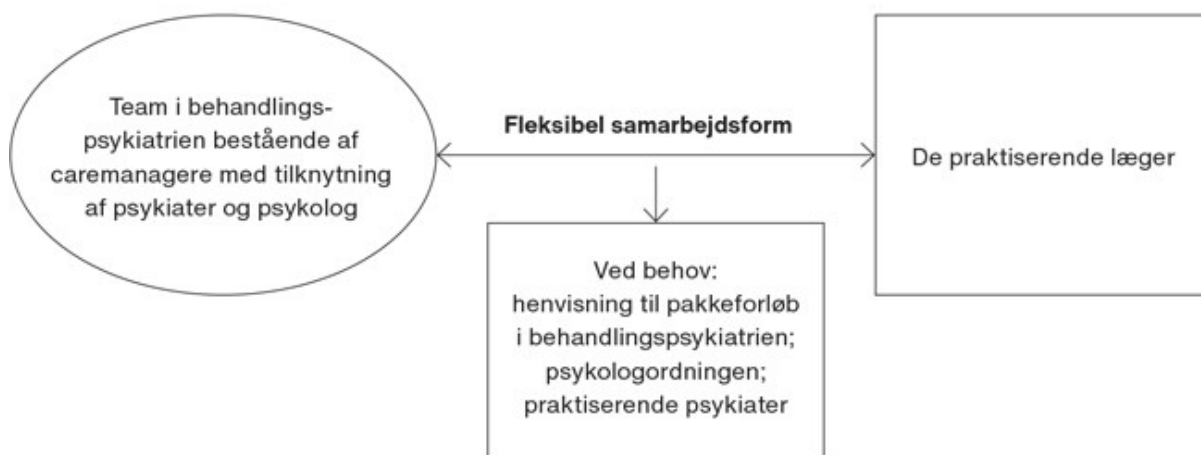 Team i behandlings-
psykiatrien bestående af
caremanagere med tilknytning
af psykiater og psykolog
Fleksibel samarbejdsform
De praktiserende læger
Ved behov:
henvisning til pakkeforløb
i behandlingspsykiatrien;
psykologordningen;
praktiserende psykiater